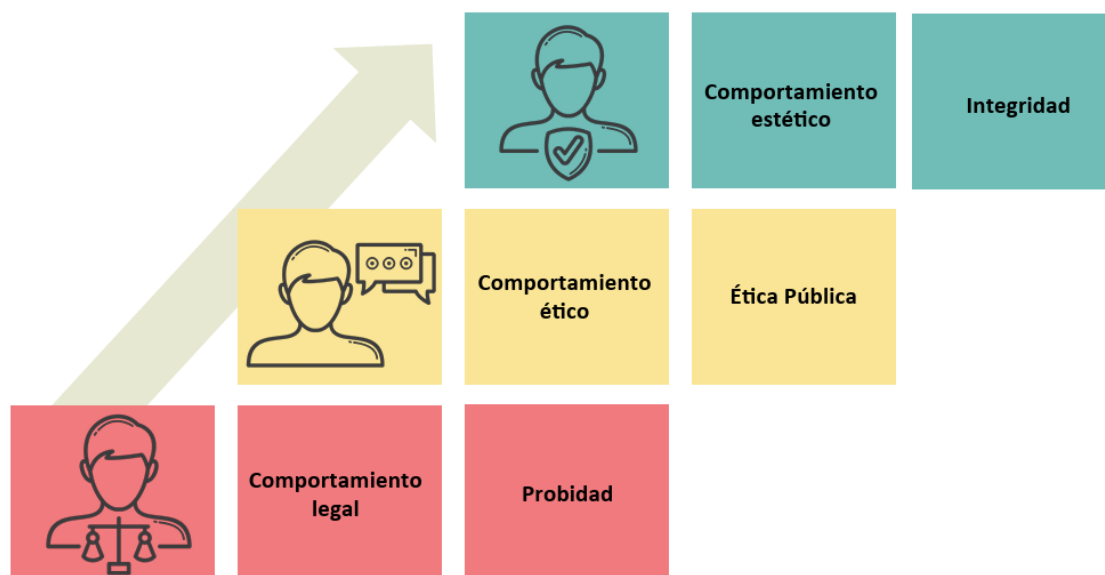 Comportamiento
estético
Integridad
Comportamiento
ético
Ética Pública
Comportamiento
legal
Probidad